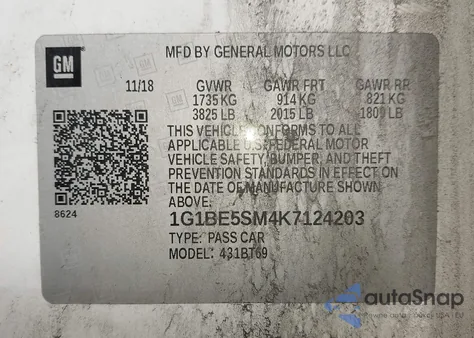 GM
MFD BY GENERAL MOTORS LLC
11/18 GVWR GAWR FRT GAWR RR
1735 KG 914 KG 821 KG
3825 LB 2015 LB 1809 LB
THIS VEHICLE CONFORMS TO ALL
APPLICABLE U.S. FEDERAL MOTOR
VEHICLE SAFETY, BUMPER, AND THEFT
PREVENTION STANDARDS IN EFFECT ON
THE DATE OF MANUFACTURE SHOWN
ABOVE.
8624
1G1BE5SM4K7124203
TYPE: PASS CAR
MODEL: 431BT69
autoSnap